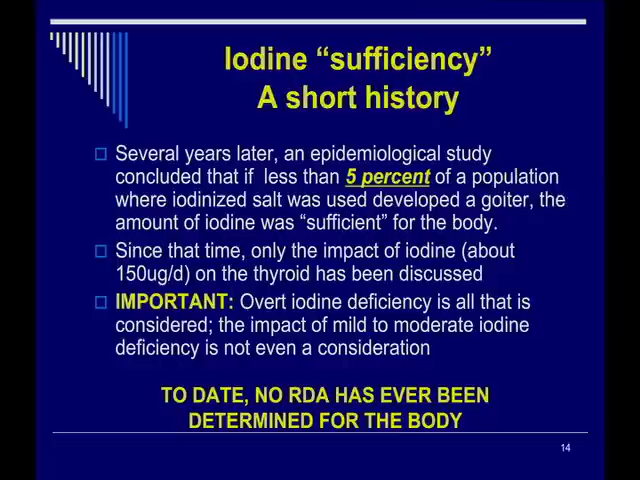 Iodine “sufficiency”
A short history
Several years later, an epidemiological study
concluded that if less than 5 percent of a population
where iodinized salt was used developed a goiter, the
amount of iodine was “sufficient” for the body.
Since that time, only the impact of iodine (about
150ug/d) on the thyroid has been discussed
IMPORTANT: Overt iodine deficiency is all that is
considered; the impact of mild to moderate iodine
deficiency is not even a consideration
TO DATE, NO RDA HAS EVER BEEN
DETERMINED FOR THE BODY
14